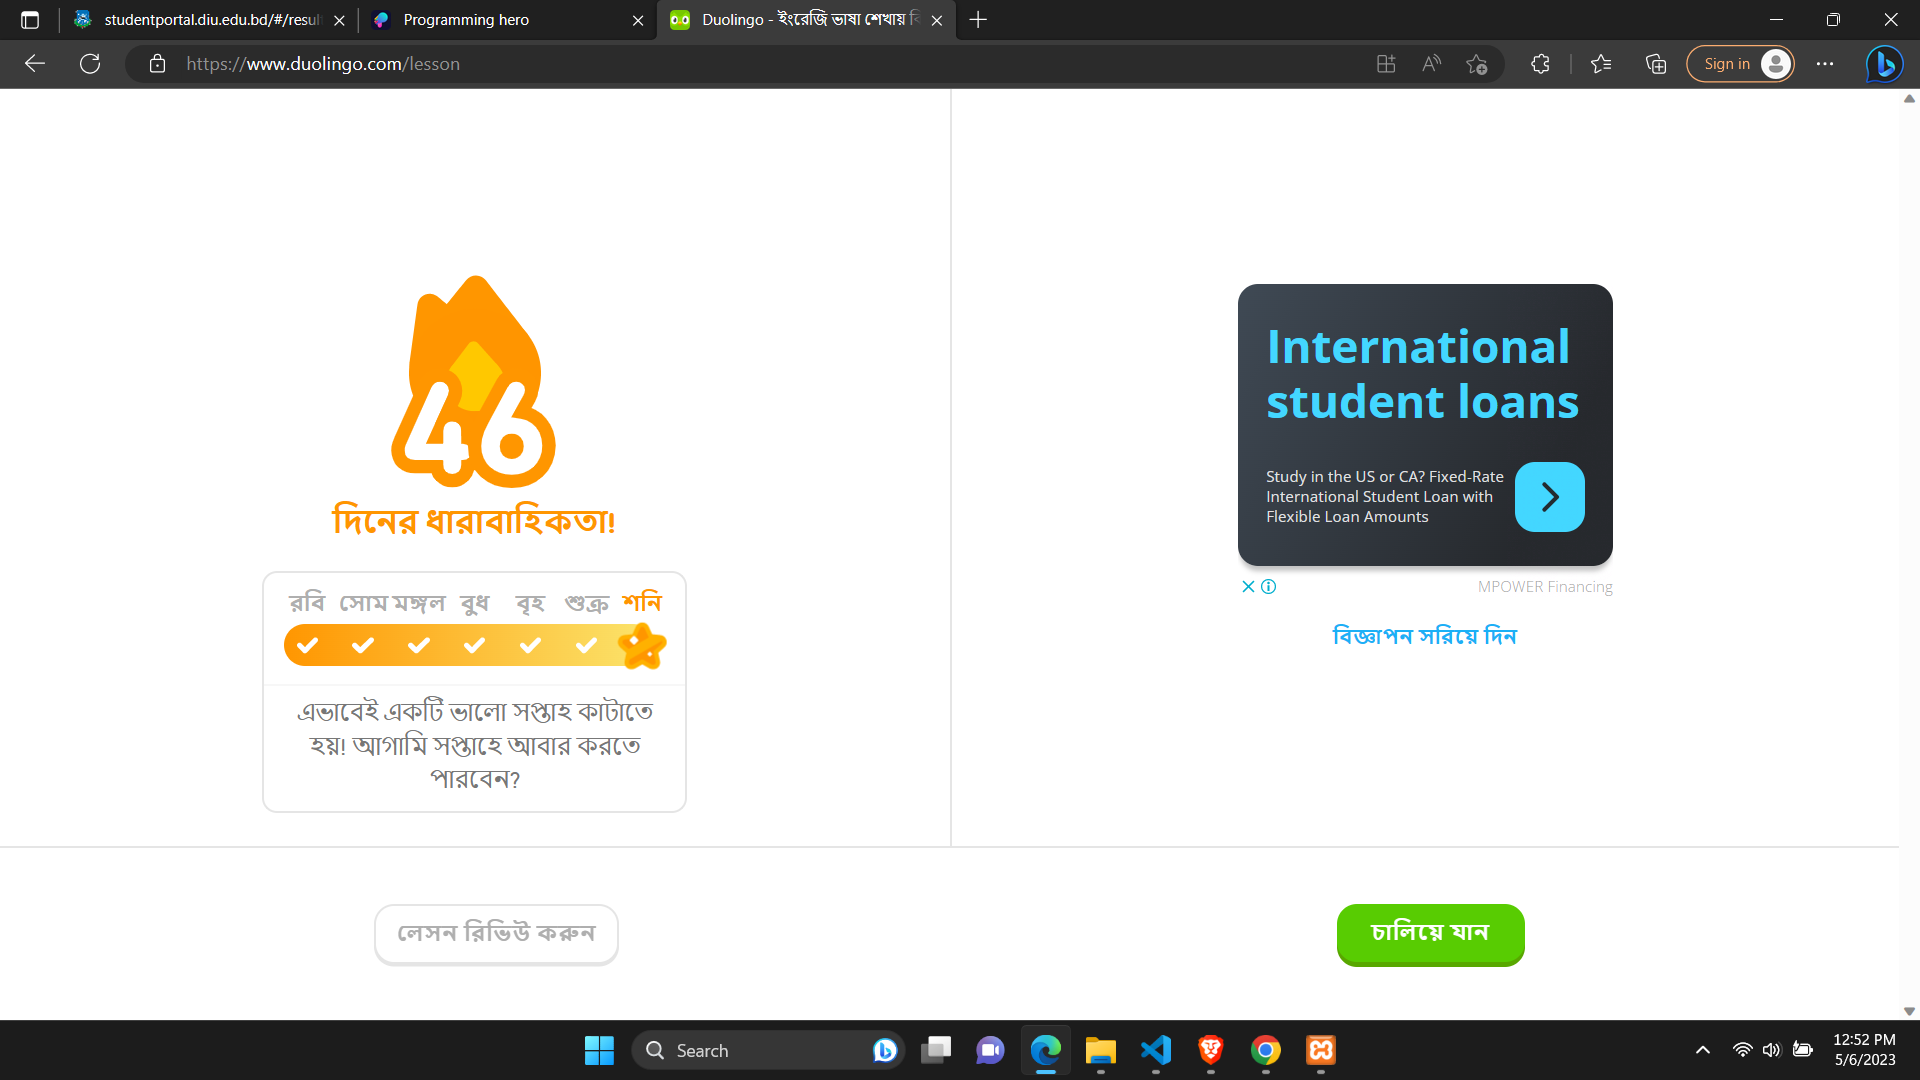 studentportal.diu.edu.bd/#/resul
Programming hero
Duolingo - ইংরেজি ভাষা শেখায়
https://www.duolingo.com/lesson
Sign in
46
দিনের ধারাবাহিকতা!
রবি সোম মঙ্গল বুধ বৃহ শুক্র শনি
এভাবেই একটি ভালো সপ্তাহ কাটাতে
হয়! আগামি সপ্তাহে আবার করতে
পারবেন?
International
student loans
Study in the US or CA? Fixed-Rate
International Student Loan with
Flexible Loan Amounts
MPOWER Financing
বিজ্ঞাপন সরিয়ে দিন
লেসন রিভিউ করুন
চালিয়ে যান
Search
12:52 PM
5/6/2023